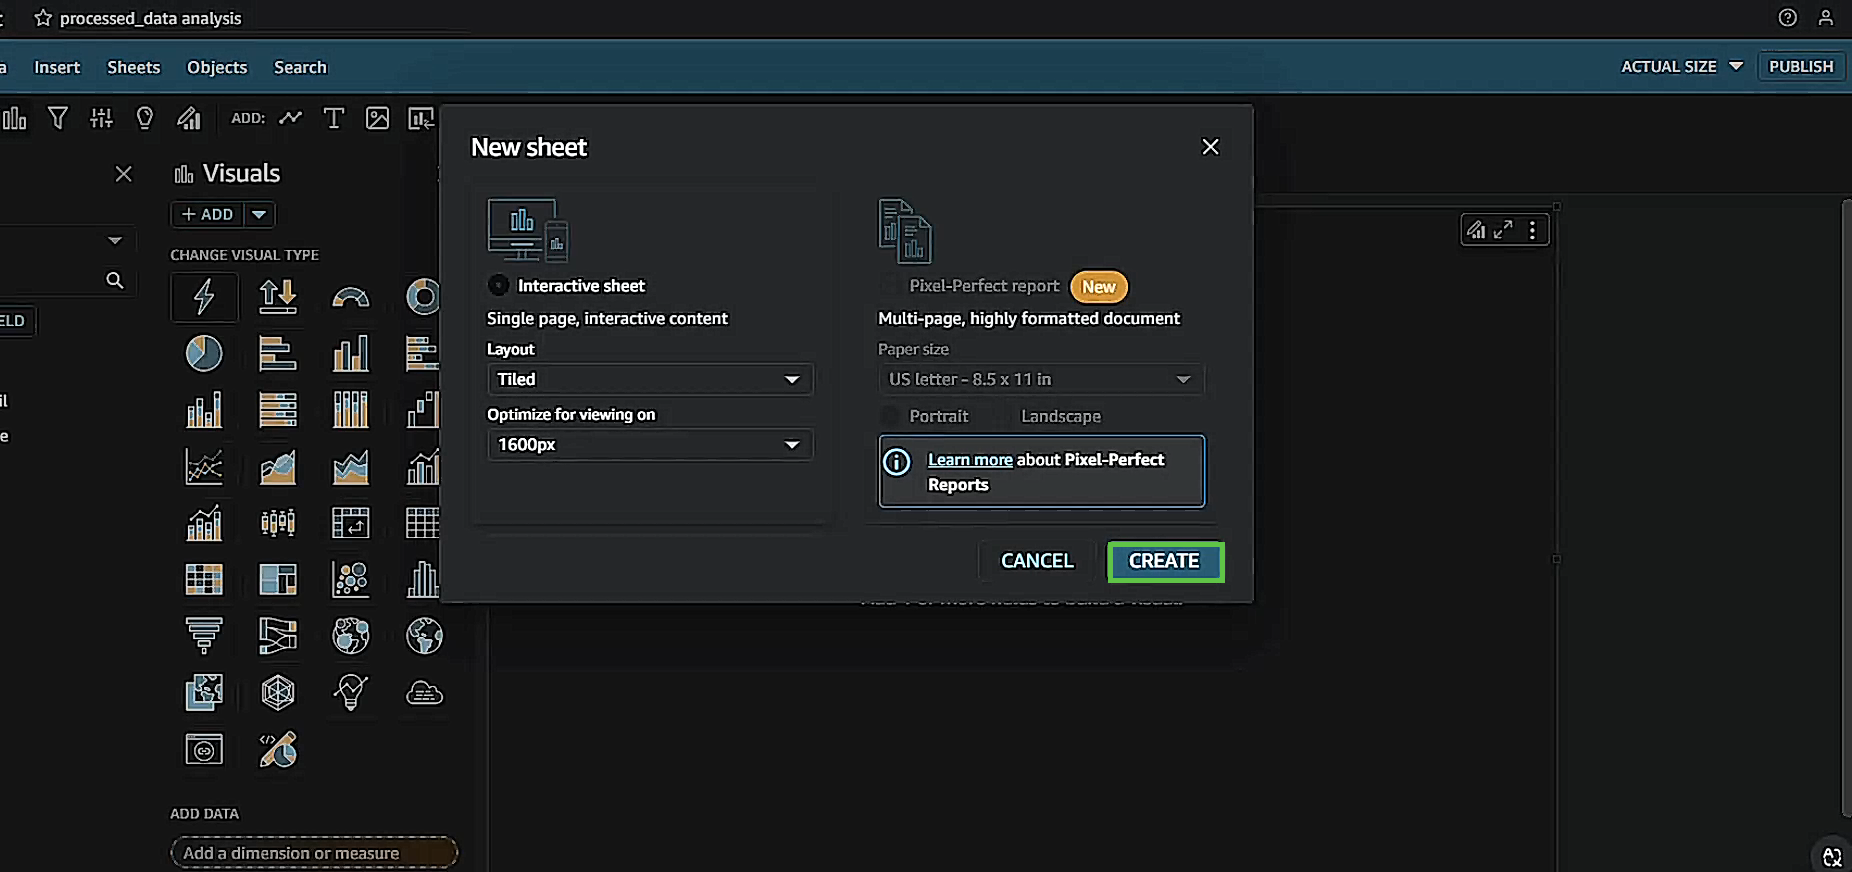 processed_data analysis
Insert
Sheets
Objects
Search
ACTUAL SIZE
PUBLISH
ADD:
New sheet
Visuals
+ ADD
CHANGE VISUAL TYPE
Interactive sheet
Single page, interactive content
Layout
Tiled
Optimize for viewing on
1600px
Pixel-Perfect report
New
Multi-page, highly formatted document
Paper size
US letter - 8.5 x 11 in
Portrait
Landscape
Learn more about Pixel-Perfect
Reports
CANCEL
CREATE
ADD DATA
Add a dimension or measure